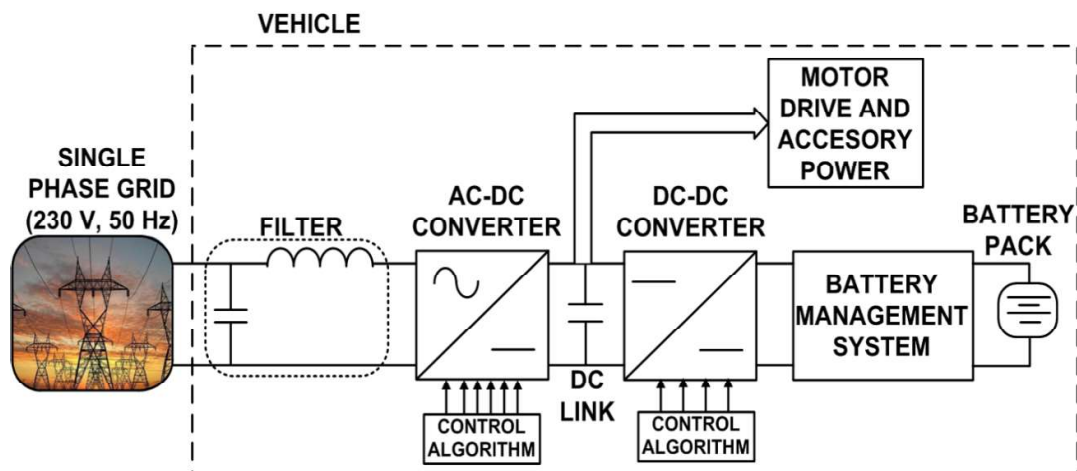 VEHICLE
SINGLE
PHASE GRID
(230 V, 50 Hz)
FILTER
AC-DC
CONVERTER
DC-DC
CONVERTER
MOTOR
DRIVE AND
ACCESORY
POWER
BATTERY
PACK
BATTERY
MANAGEMENT
SYSTEM
DC
LINK
CONTROL
ALGORITHM
CONTROL
ALGORITHM